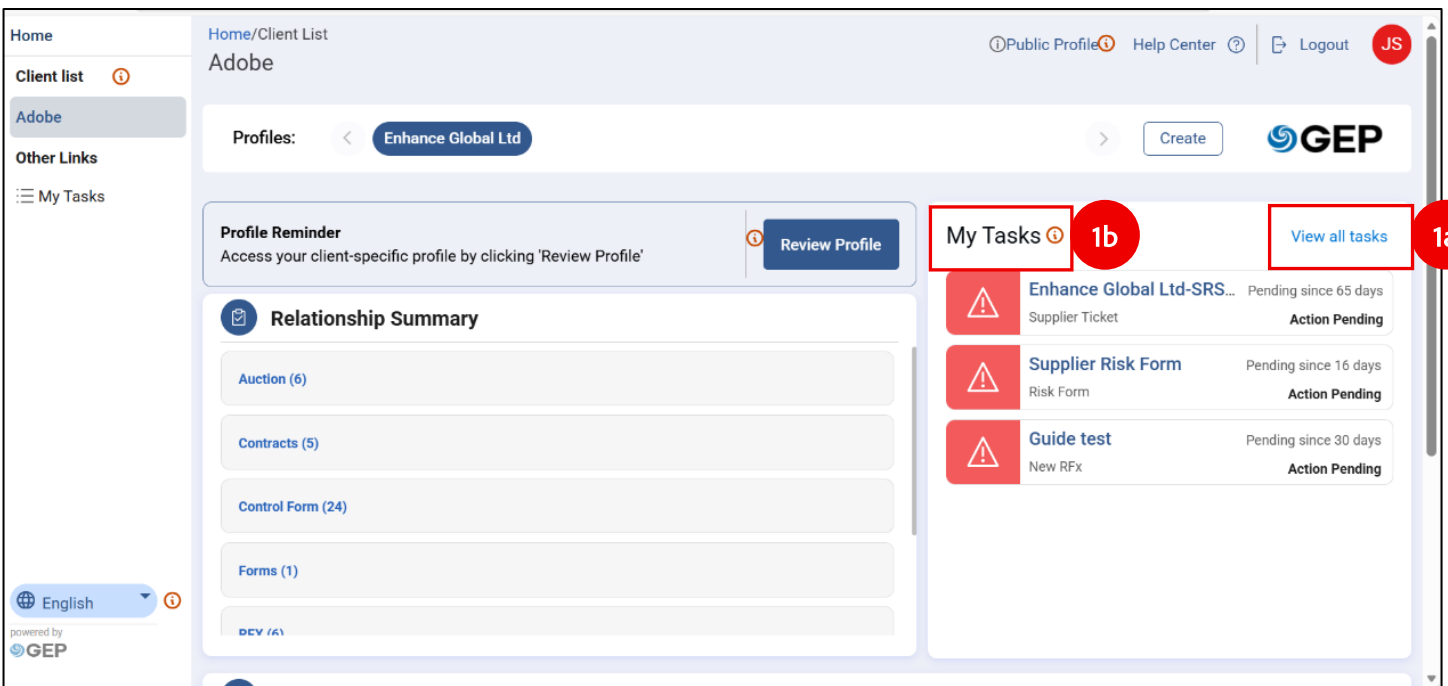 Home
Client list
Adobe
Other Links
My Tasks
English
powered by
GEP
Home/Client List
Adobe
Public Profile
Help Center
Logout
JS
Profiles:
Enhance Global Ltd
Create
GEP
Profile Reminder
Access your client-specific profile by clicking 'Review Profile'
Review Profile
Relationship Summary
Auction (6)
Contracts (5)
Control Form (24)
Forms (1)
RFX (6)
My Tasks
1b
View all tasks
1a
Enhance Global Ltd-SRS... Pending since 65 days
Supplier Ticket Action Pending
Supplier Risk Form Pending since 16 days
Risk Form Action Pending
Guide test Pending since 30 days
New RFx Action Pending